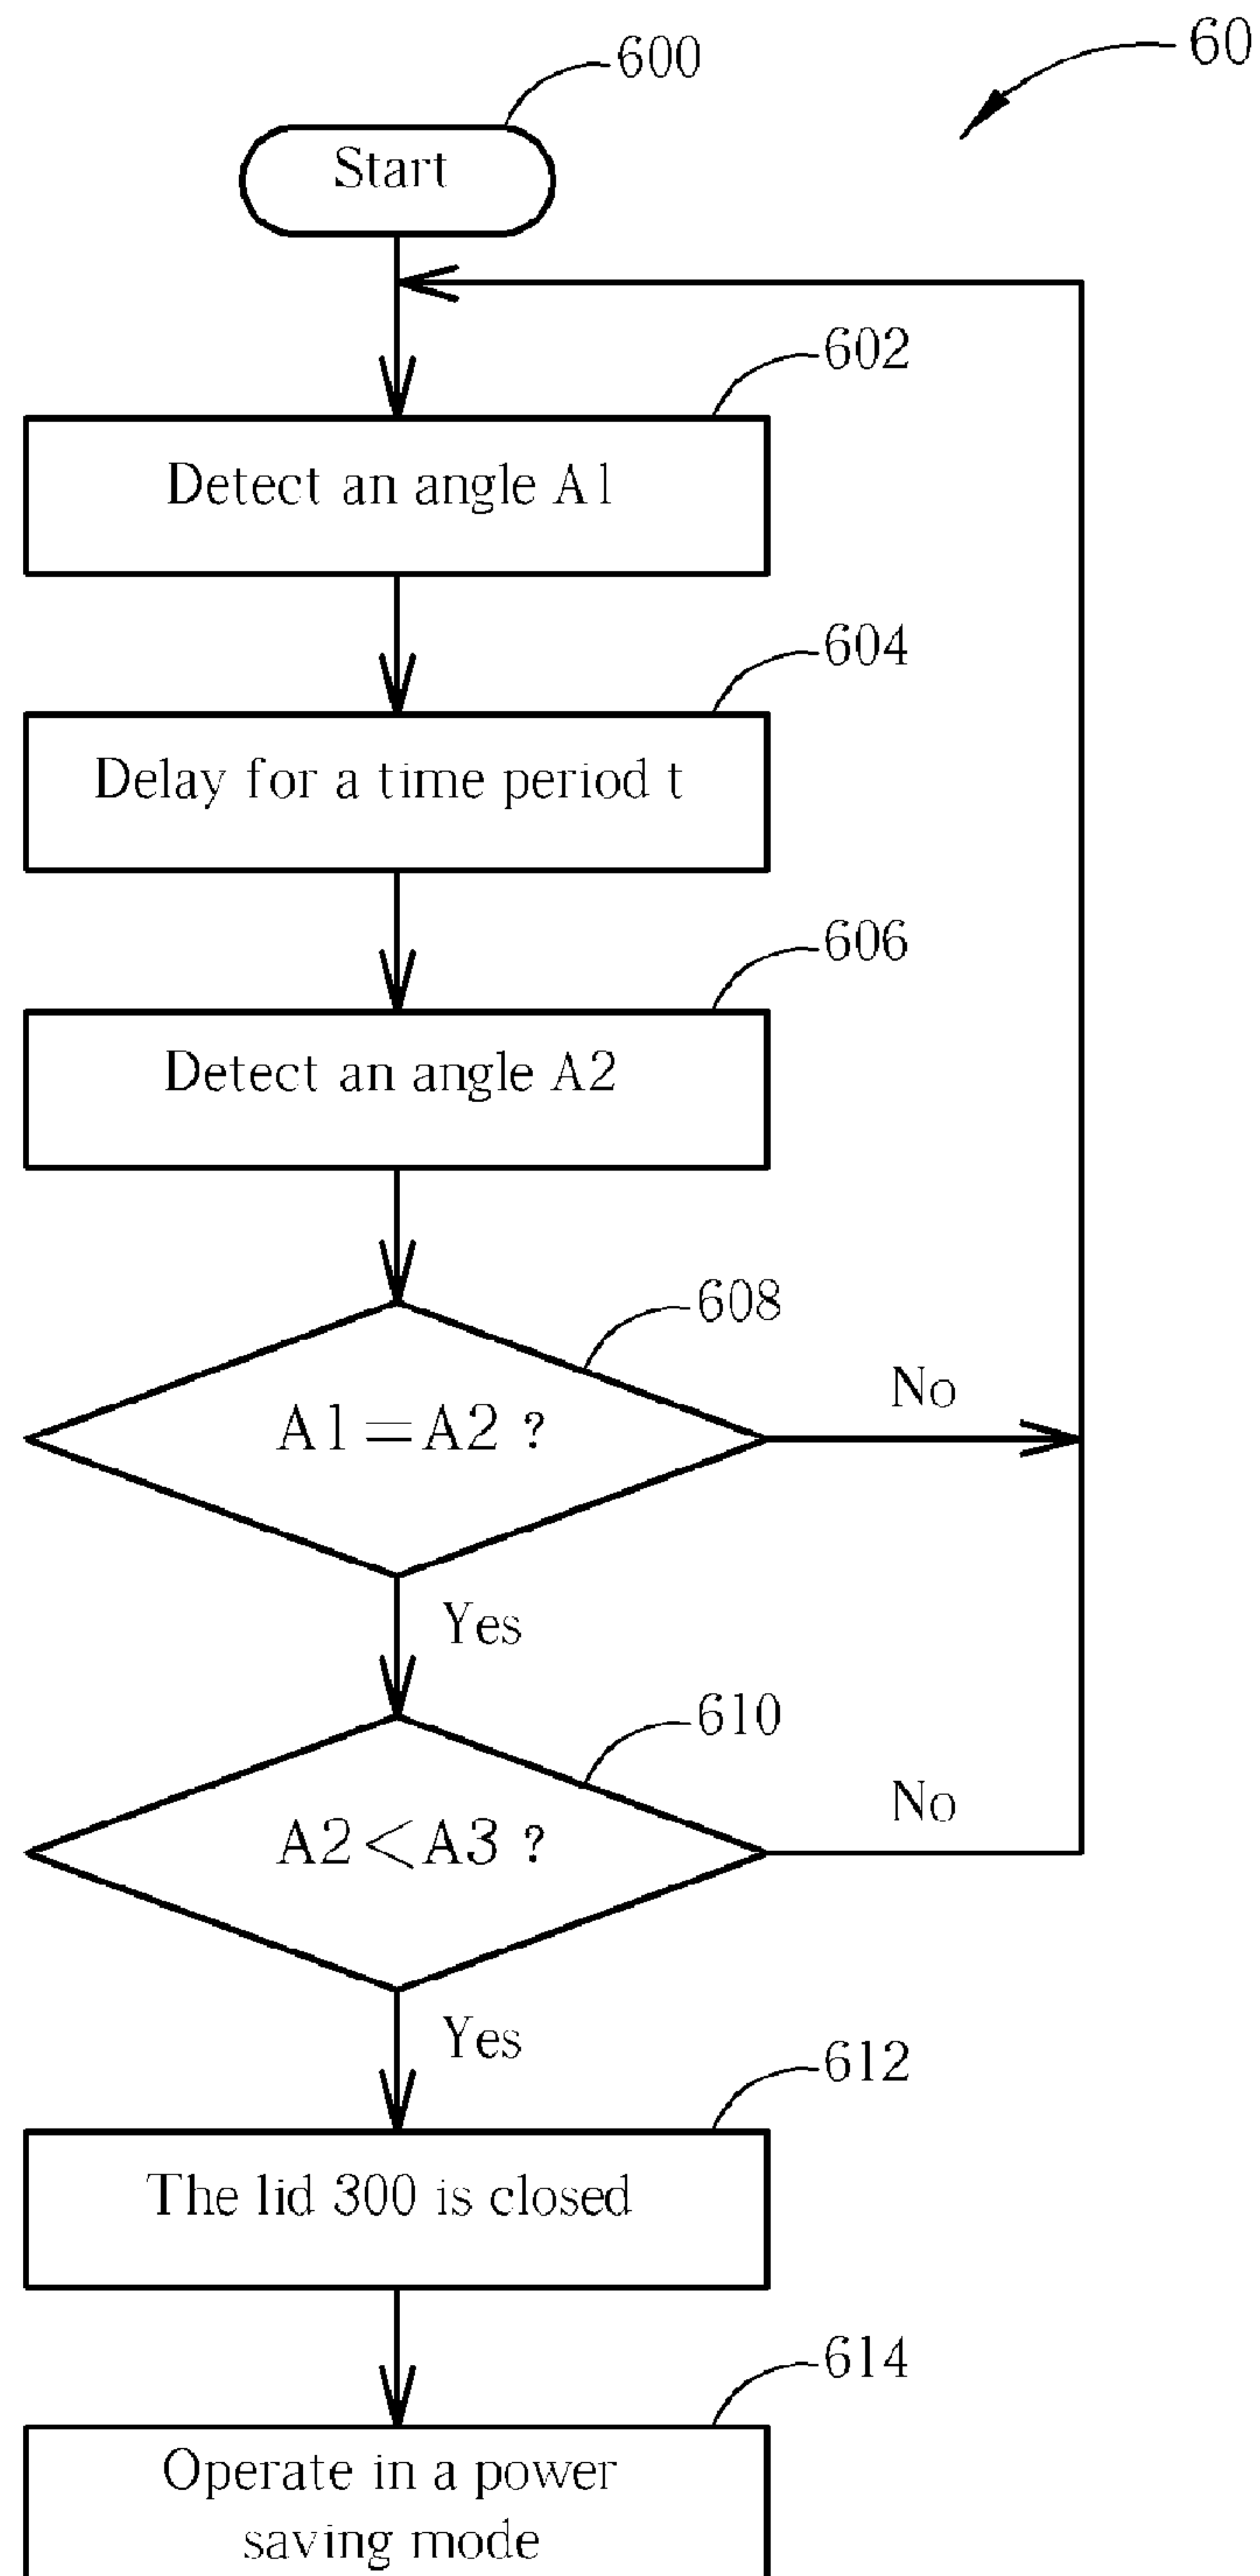 60
600
Start
602
Detect an angle A1
604
Delay for a time period t
606
Detect an angle A2
608
A1=A2 ?
No
Yes
610
A2<A3 ?
No
Yes
612
The lid 300 is closed
614
Operate in a power
saving mode